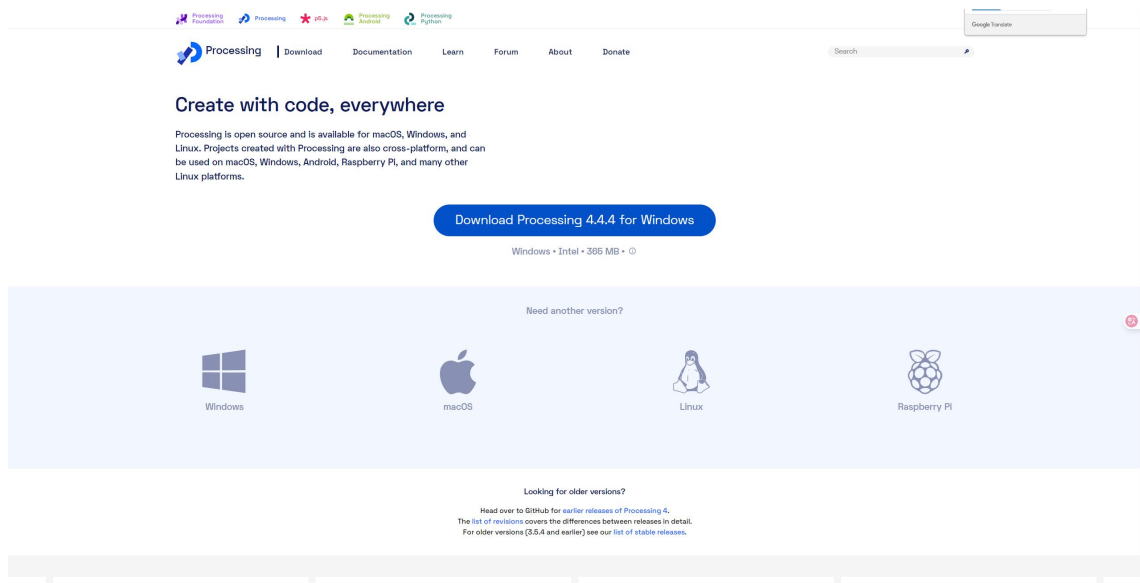 Processing Foundation
Processing
p5.js
Processing Android
Processing Python
Google Translate
Processing
Download
Documentation
Learn
Forum
About
Donate
Search
Create with code, everywhere
Processing is open source and is available for macOS, Windows, and
Linux. Projects created with Processing are also cross-platform, and can
be used on macOS, Windows, Android, Raspberry Pi, and many other
Linux platforms.
Download Processing 4.4.4 for Windows
Windows • Intel • 365 MB •
Need another version?
Windows
macOS
Linux
Raspberry Pi
Looking for older versions?
Head over to GitHub for earlier releases of Processing 4.
The list of revisions covers the differences between releases in detail.
For older versions (3.5.4 and earlier) see our list of stable releases.